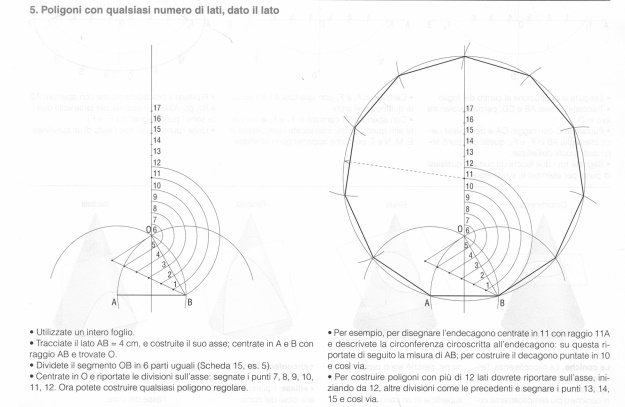 5. Poligoni con qualsiasi numero di lati, dato il lato
17
16
15
14
13
12
11
10
9
8
7
O 6
5
4
3
2
1
A
B
17
16
15
14
13
12
11
10
9
8
7
O 6
5
4
3
2
1
A
B
• Utilizzate un intero foglio.
• Tracciate il lato AB = 4 cm, e costruite il suo asse; centrate in A e B con
raggio AB e trovate O.
• Dividete il segmento OB in 6 parti uguali (Scheda 15, es. 5).
• Centrate in O e riportate le divisioni sull'asse: segnate i punti 7, 8, 9, 10,
11, 12. Ora potete costruire qualsiasi poligono regolare.
• Per esempio, per disegnare l'endecagono centrate in 11 con raggio 11A
e descrivete la circonferenza circoscritta all'endecagono: su questa ri-
portate di seguito la misura di AB; per costruire il decagono puntate in 10
e così via.
• Per costruire poligoni con più di 12 lati dovrete riportare sull'asse, ini-
ziando da 12, altre divisioni come le precedenti e segnare i punti 13, 14,
15 e così via.